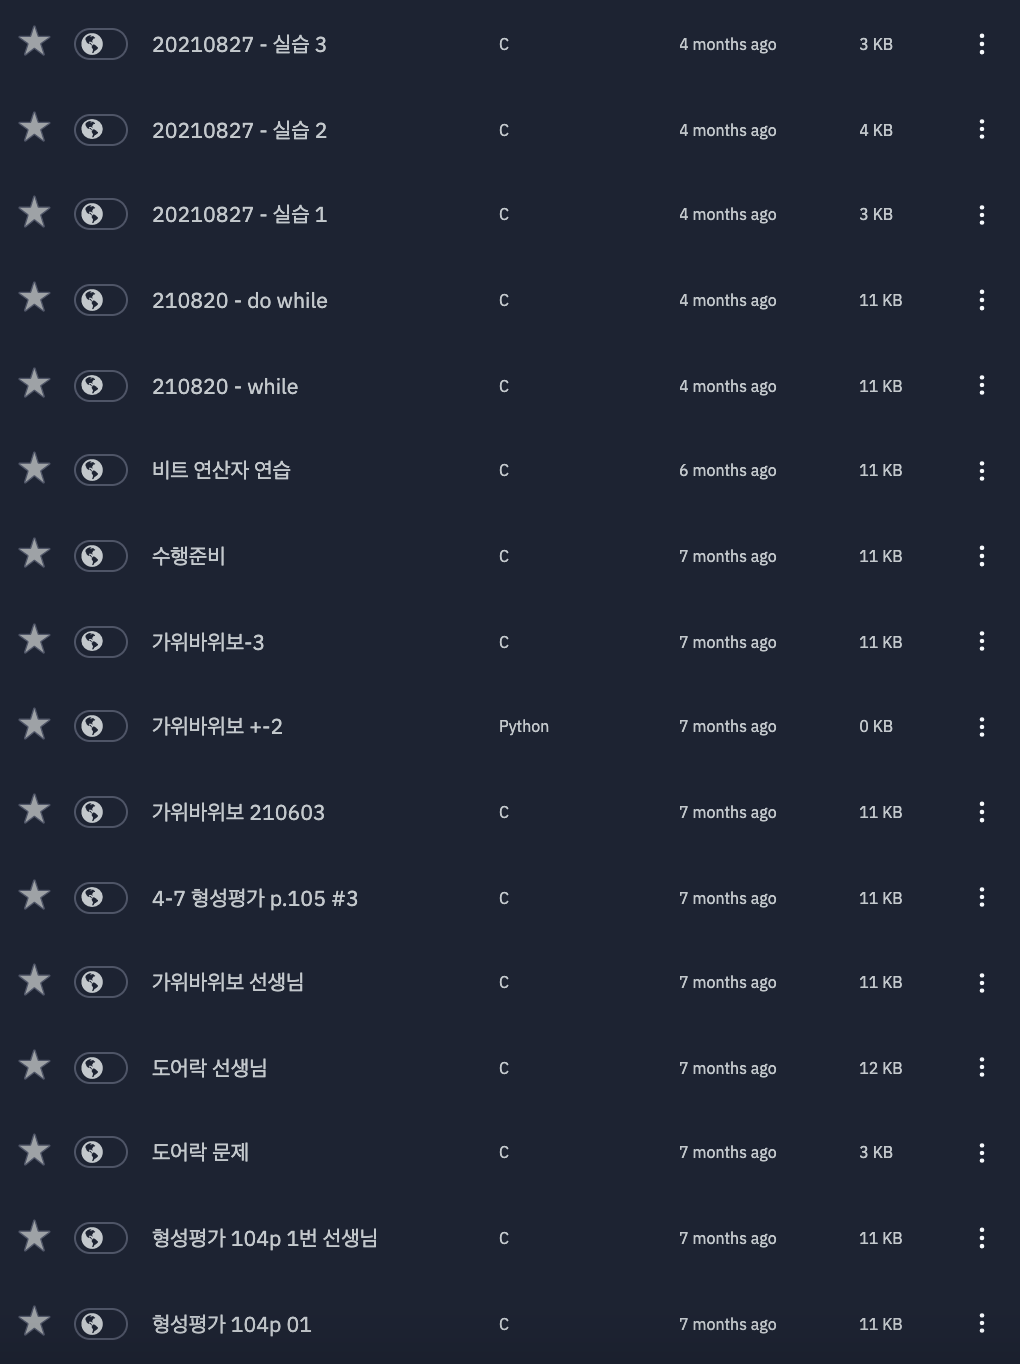 20210827 - 실습 3 C 4 months ago 3 KB
20210827 - 실습 2 C 4 months ago 4 KB
20210827 - 실습 1 C 4 months ago 3 KB
210820 - do while C 4 months ago 11 KB
210820 - while C 4 months ago 11 KB
비트 연산자 연습 C 6 months ago 11 KB
수행준비 C 7 months ago 11 KB
가위바위보-3 C 7 months ago 11 KB
가위바위보 +-2 Python 7 months ago 0 KB
가위바위보 210603 C 7 months ago 11 KB
4-7 형성평가 p.105 #3 C 7 months ago 11 KB
가위바위보 선생님 C 7 months ago 11 KB
도어락 선생님 C 7 months ago 12 KB
도어락 문제 C 7 months ago 3 KB
형성평가 104p 1번 선생님 C 7 months ago 11 KB
형성평가 104p 01 C 7 months ago 11 KB